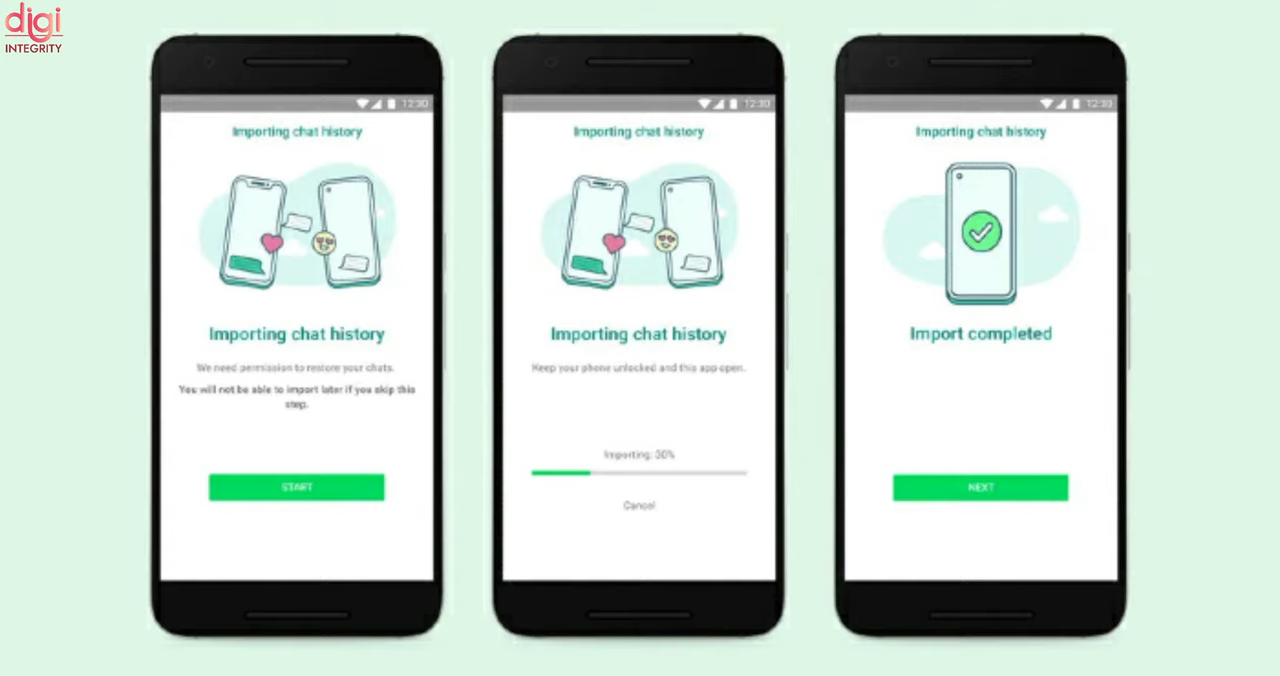 digi
INTEGRITY
12:30
Importing chat history
Importing chat history
We need permission to restore your chats.
You will not be able to import later if you skip this
step.
START
12:30
Importing chat history
Importing chat history
Keep your phone unlocked and this app open.
Importing: 30%
Cancel
12:30
Importing chat history
Import completed
NEXT